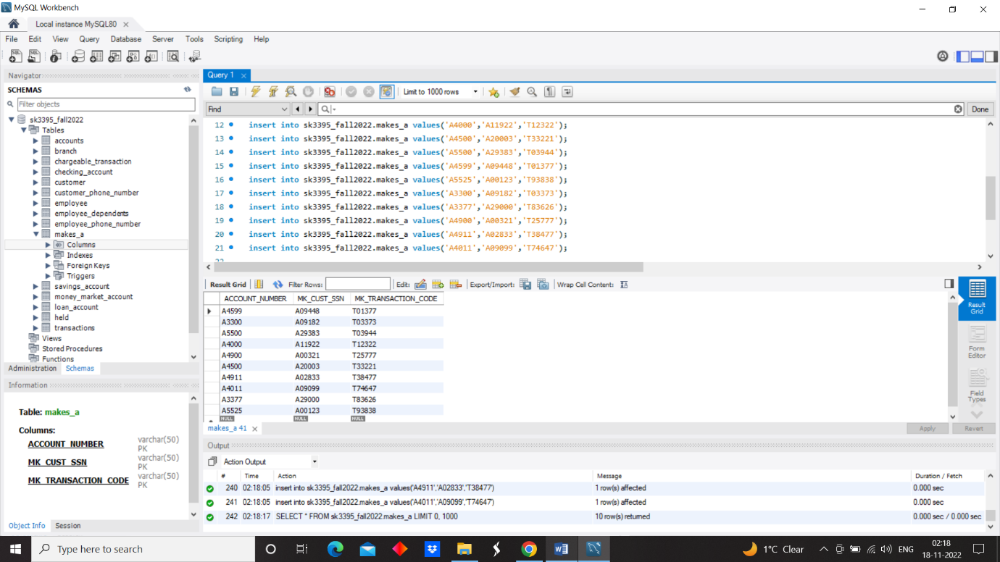 MySQL Workbench
Local instance MySQL80
File Edit View Query Database Server Tools Scripting Help
Navigator
SCHEMAS
Filter objects
sk3395_fall2022
Tables
accounts
branch
chargeable_transaction
checking_account
customer
customer_phone_number
employee
employee_dependents
employee_phone_number
makes_a
Columns
Indexes
Foreign Keys
Triggers
savings_account
money_market_account
loan_account
held
transactions
Views
Stored Procedures
Functions
Administration Schemas
Information
Table: makes_a
Columns:
ACCOUNT_NUMBER varchar(50) PK
MK_CUST_SSN varchar(50) PK
MK_TRANSACTION_CODE varchar(50) PK
Object Info Session
Query 1
Limit to 1000 rows
Find Done
12 insert into sk3395_fall2022.makes_a values('A4000','A11922','T12322');
13 insert into sk3395_fall2022.makes_a values('A4500','A20003','T33221');
14 insert into sk3395_fall2022.makes_a values('A5500','A29383','T03944');
15 insert into sk3395_fall2022.makes_a values('A4599','A09448','T01377');
16 insert into sk3395_fall2022.makes_a values('A5525','A00123','T93838');
17 insert into sk3395_fall2022.makes_a values('A3300','A09182','T03373');
18 insert into sk3395_fall2022.makes_a values('A3377','A29000','T83626');
19 insert into sk3395_fall2022.makes_a values('A4900','A00321','T25777');
20 insert into sk3395_fall2022.makes_a values('A4911','A02833','T38477');
21 insert into sk3395_fall2022.makes_a values('A4011','A09099','T74647');
22
Result Grid Filter Rows: Edit: Export/Import: Wrap Cell Content:
ACCOUNT_NUMBER MK_CUST_SSN MK_TRANSACTION_CODE
A4599 A09448 T01377
A3300 A09182 T03373
A5500 A29383 T03944
A4000 A11922 T12322
A4900 A00321 T25777
A4500 A20003 T33221
A4911 A02833 T38477
A4011 A09099 T74647
A3377 A29000 T83626
A5525 A00123 T93838
NULL NULL NULL
Result Grid
Form Editor
Field Types
makes_a 41 Apply Revert
Output
Action Output
# Time Action Message Duration / Fetch
240 02:18:05 insert into sk3395_fall2022.makes_a values('A4911','A02833','T38477') 1 row(s) affected 0.000 sec
241 02:18:05 insert into sk3395_fall2022.makes_a values('A4011','A09099','T74647') 1 row(s) affected 0.000 sec
242 02:18:17 SELECT * FROM sk3395_fall2022.makes_a LIMIT 0, 1000 10 row(s) returned 0.000 sec / 0.000 sec
Type here to search 1°C Clear ENG 02:18
18-11-2022